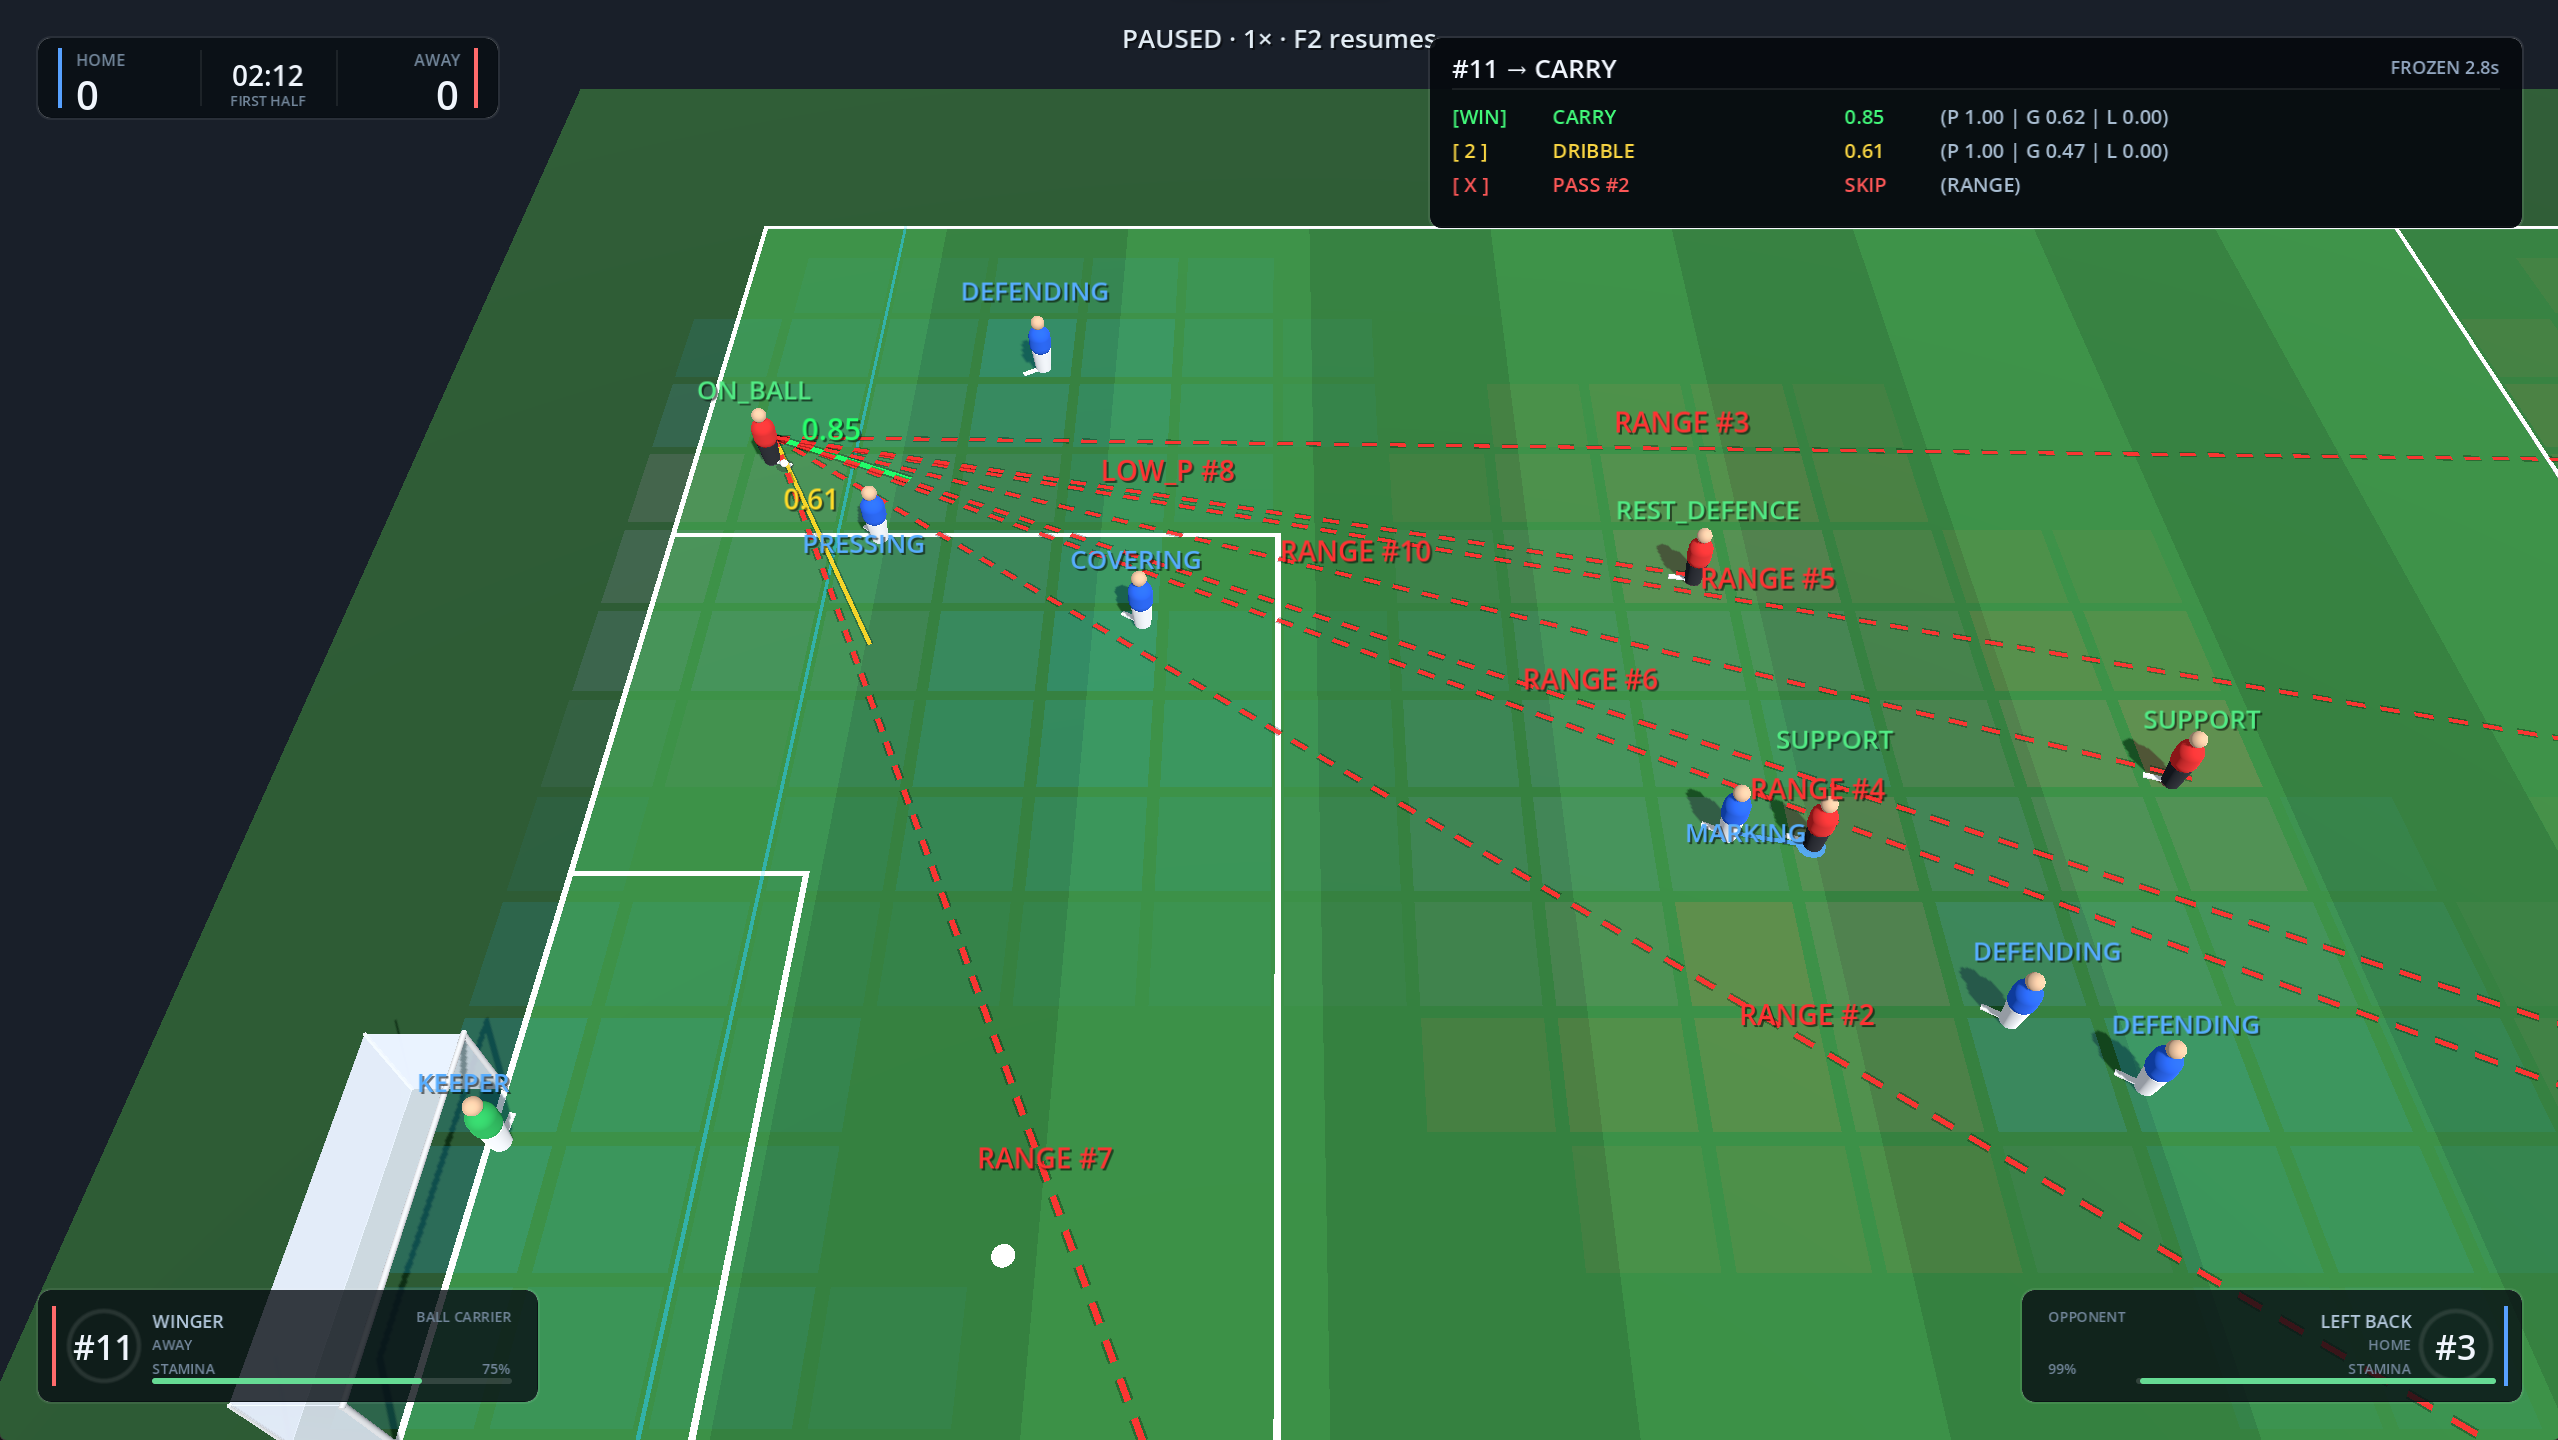 PAUSED · 1× · F2 resumes
HOME
0
02:12
FIRST HALF
AWAY
0
#11 → CARRY
FROZEN 2.8s
[WIN] CARRY 0.85 (P 1.00 | G 0.62 | L 0.00)
[ 2 ] DRIBBLE 0.61 (P 1.00 | G 0.47 | L 0.00)
[ X ] PASS #2 SKIP (RANGE)
DEFENDING
ON_BALL
0.85
RANGE #3
LOW_P #8
0.61
REST_DEFENCE
PRESSING
COVERING
RANGE #10
RANGE #5
RANGE #6
SUPPORT
SUPPORT
RANGE #4
MARKING
DEFENDING
RANGE #2
DEFENDING
KEEPER
RANGE #7
#11
WINGER
BALL CARRIER
AWAY
STAMINA
75%
OPPONENT
LEFT BACK
HOME
#3
99%
STAMINA